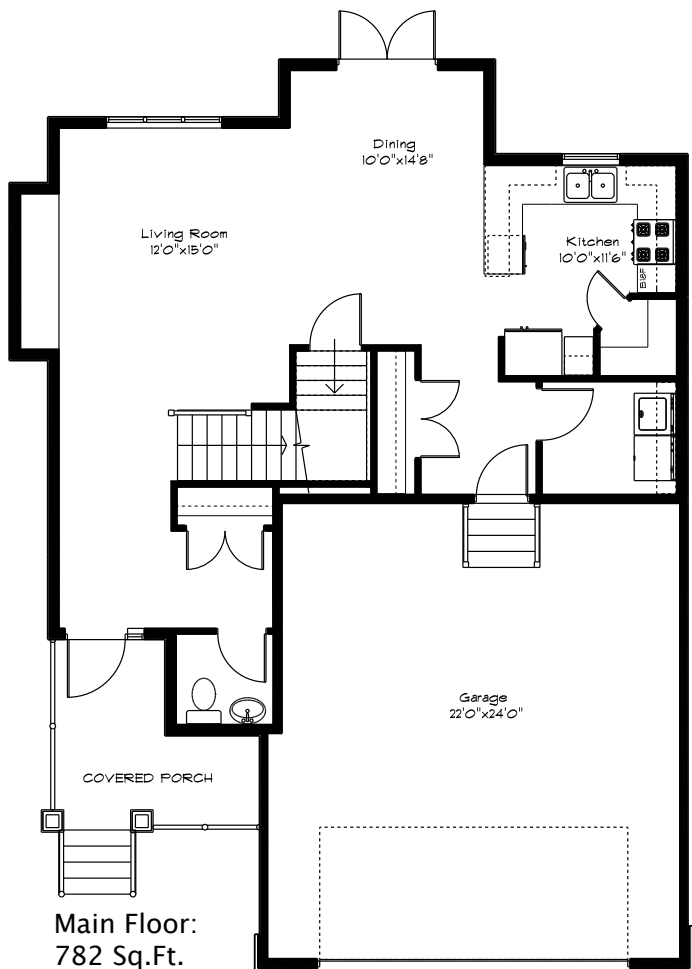 Dining
10'0"x14'8"
Living Room
12'0"x15'0"
Kitchen
10'0"x11'6"
Garage
22'0"x24'0"
COVERED PORCH
Main Floor:
782 Sq.Ft.